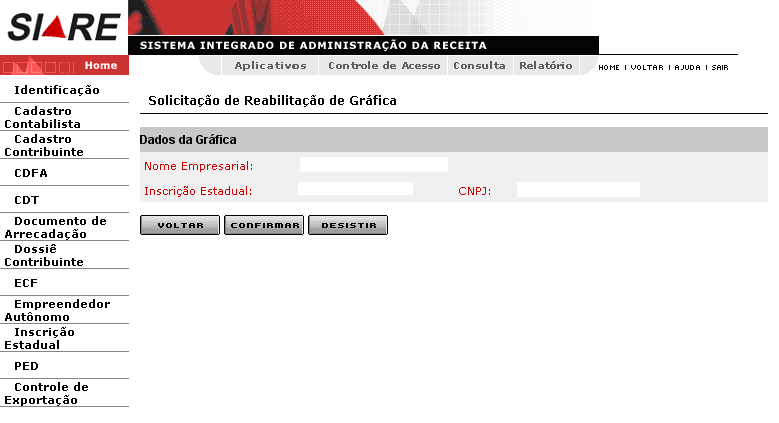 SIARE
SISTEMA INTEGRADO DE ADMINISTRAÇÃO DA RECEITA
Home
Aplicativos Controle de Acesso Consulta Relatório
HOME | VOLTAR | AJUDA | SAIR
Identificação
Cadastro
Contabilista
Cadastro
Contribuinte
CDFA
CDT
Documento de
Arrecadação
Dossiê
Contribuinte
ECF
Empreendedor
Autônomo
Inscrição
Estadual
PED
Controle de
Exportação
Solicitação de Reabilitação de Gráfica
Dados da Gráfica
Nome Empresarial:
Inscrição Estadual: CNPJ:
VOLTAR CONFIRMAR DESISTIR